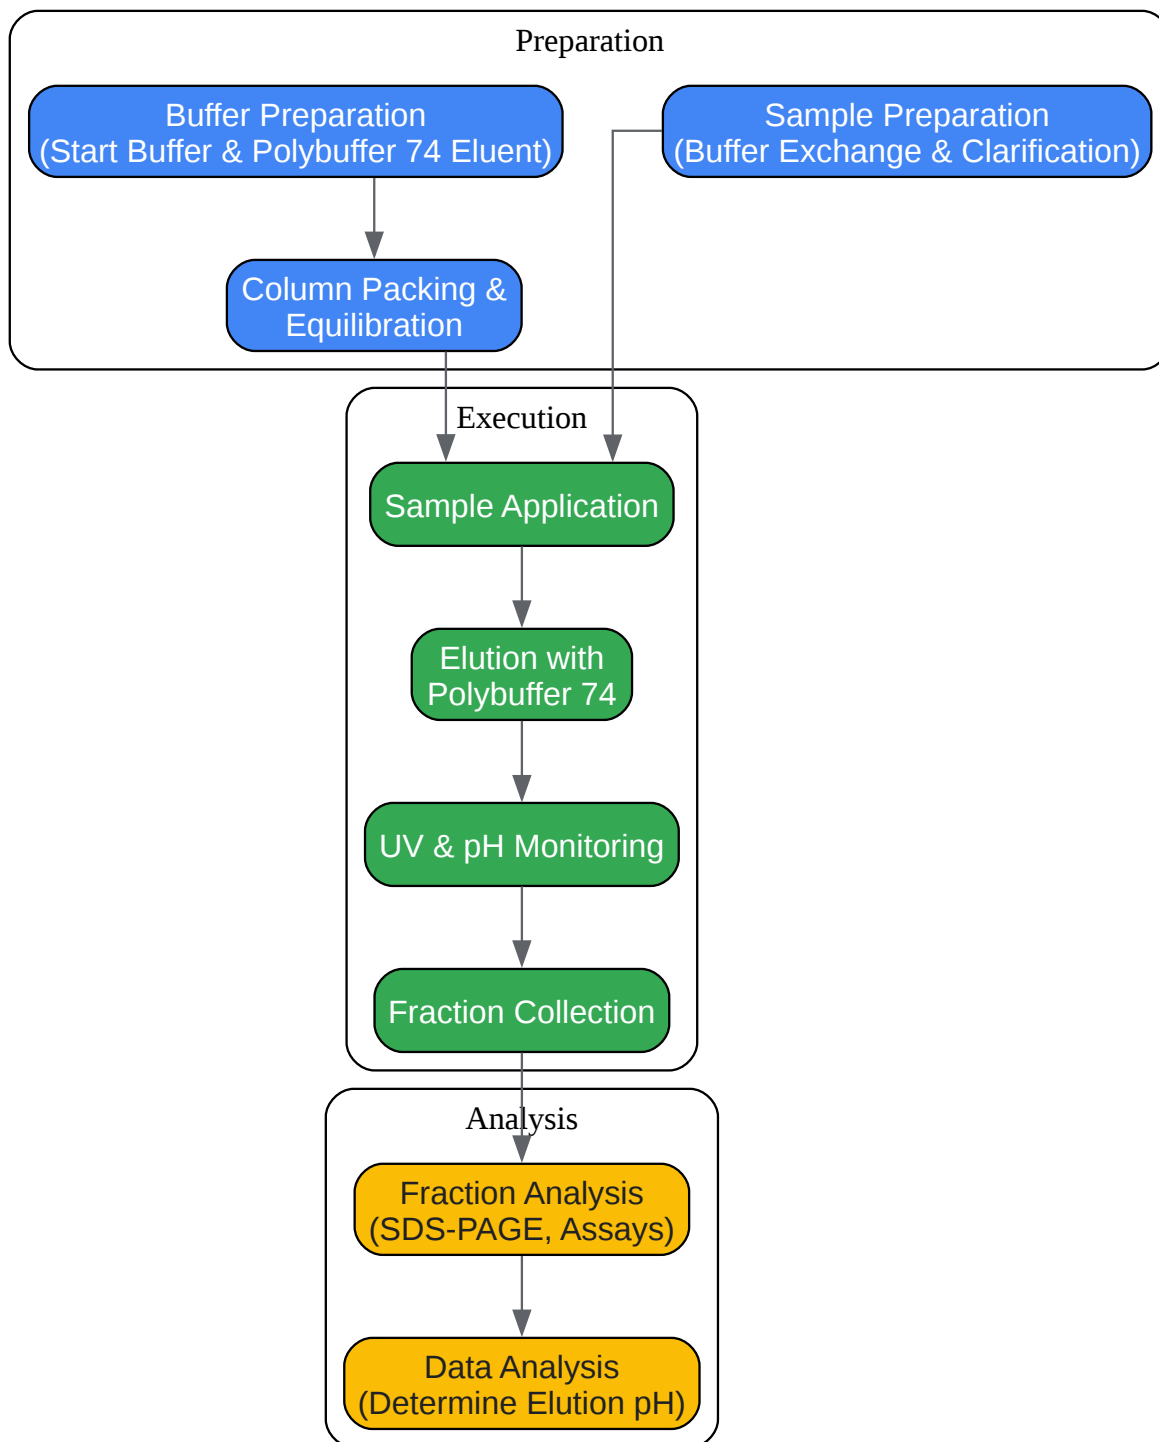 Preparation
Buffer Preparation
(Start Buffer & Polybuffer 74 Eluent)
Sample Preparation
(Buffer Exchange & Clarification)
Column Packing &
Equilibration
Execution
Sample Application
Elution with
Polybuffer 74
UV & pH Monitoring
Fraction Collection
Analysis
Fraction Analysis
(SDS-PAGE, Assays)
Data Analysis
(Determine Elution pH)